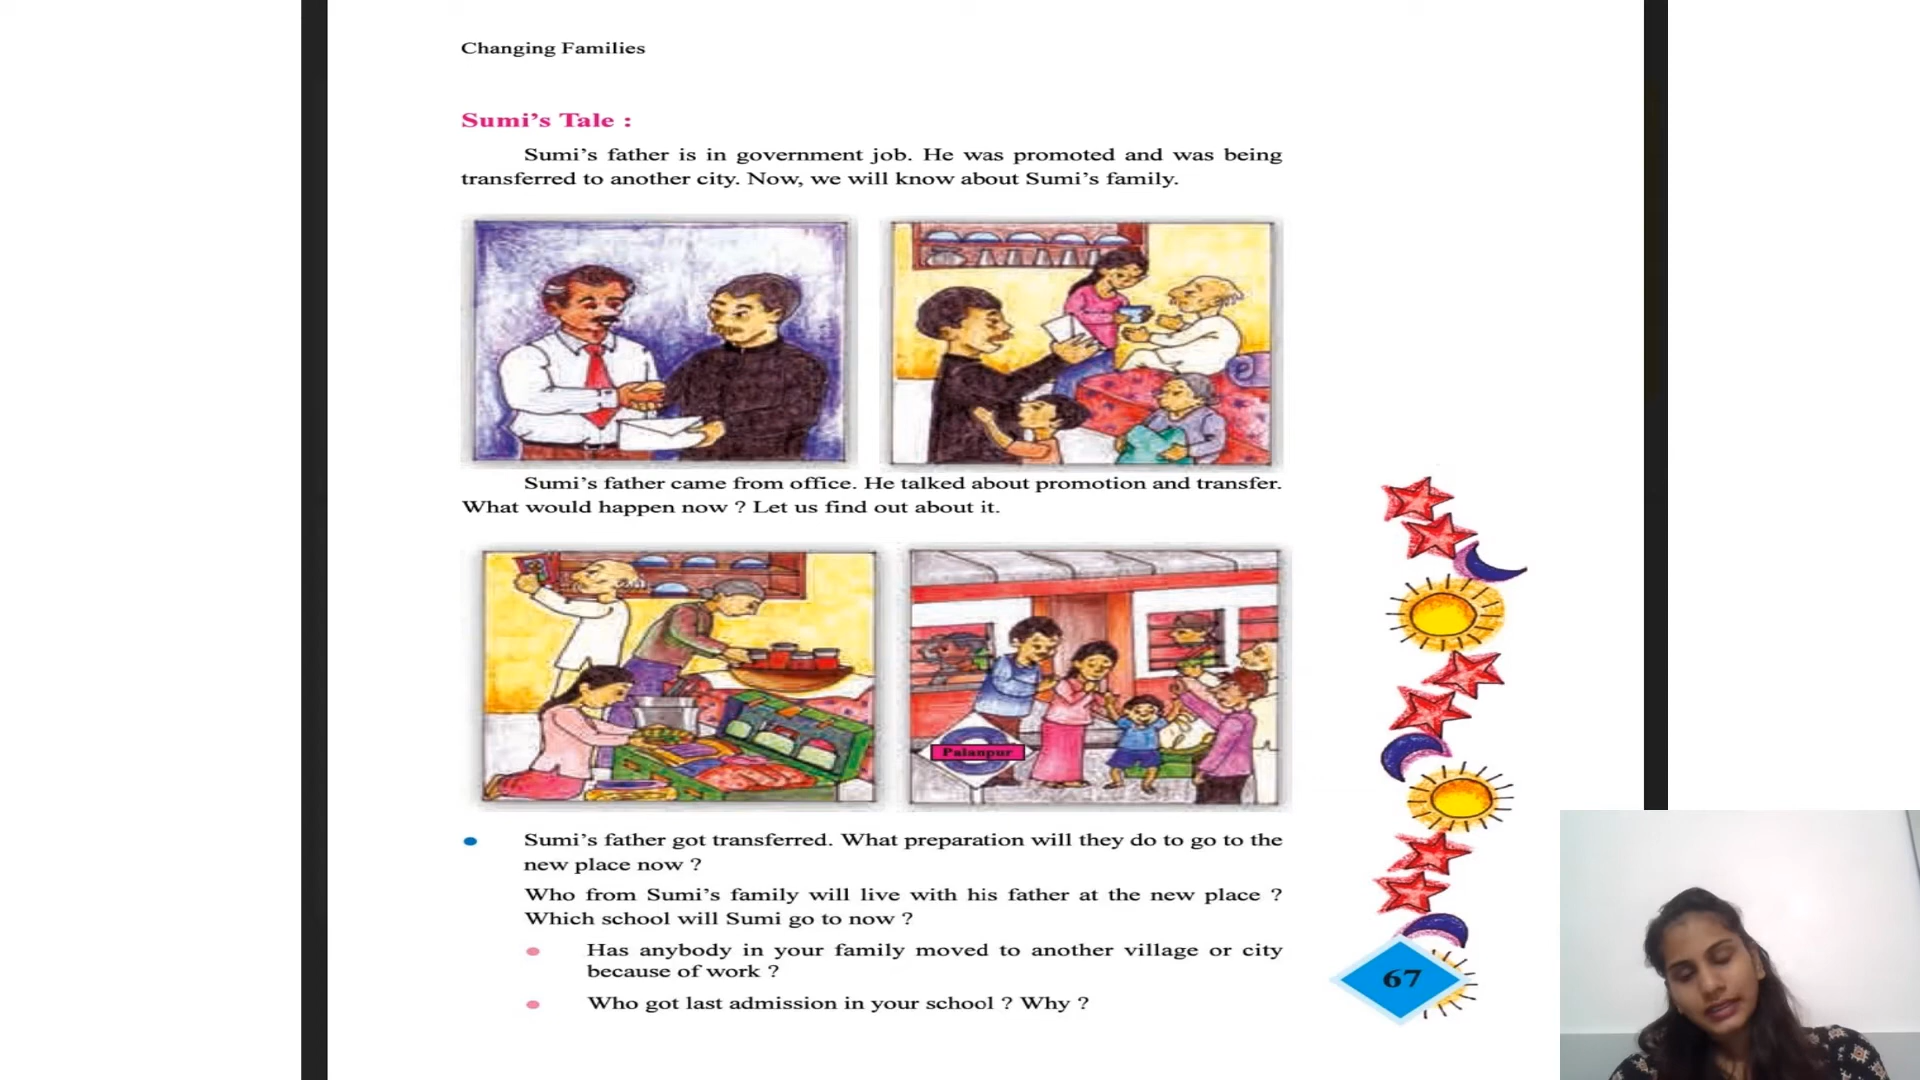 Changing Families
Sumi's Tale :
Sumi's father is in government job. He was promoted and was being
transferred to another city. Now, we will know about Sumi's family.
Sumi's father came from office. He talked about promotion and transfer.
What would happen now ? Let us find out about it.
Palanpur
Sumi's father got transferred. What preparation will they do to go to the
new place now ?
Who from Sumi's family will live with his father at the new place ?
Which school will Sumi go to now ?
Has anybody in your family moved to another village or city
because of work ?
Who got last admission in your school ? Why ?
67